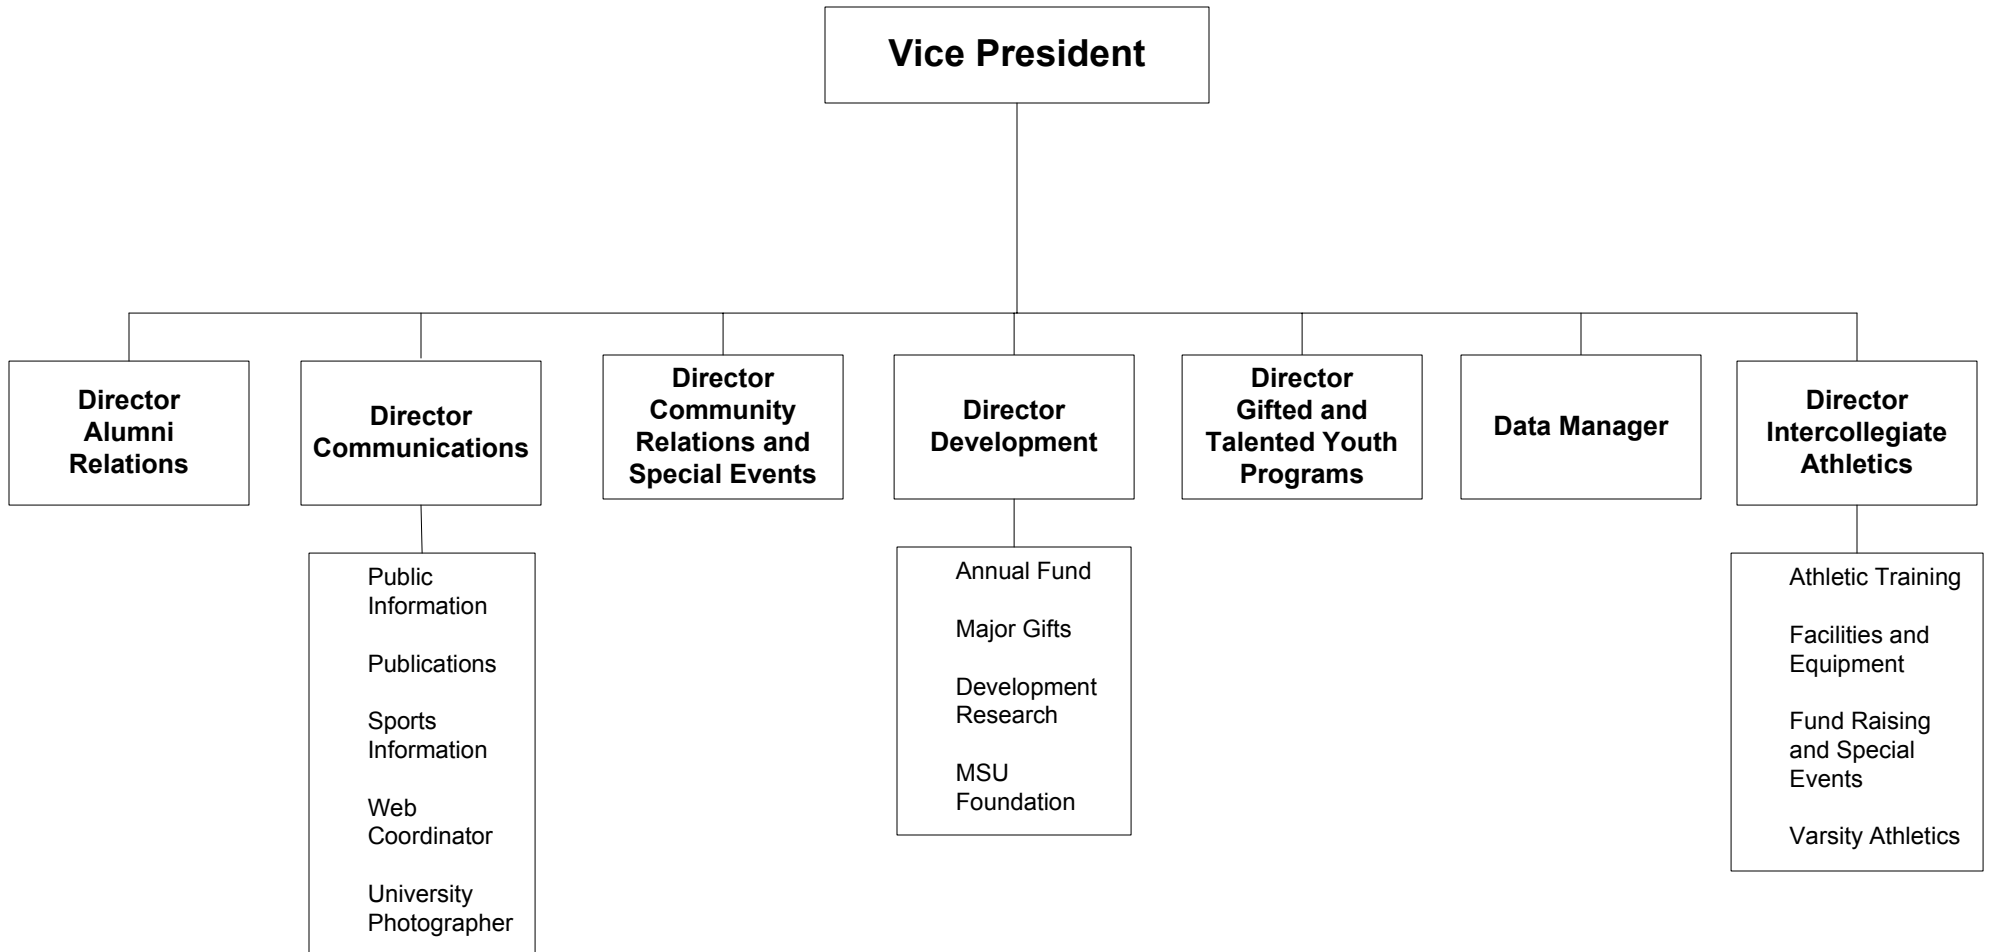 Vice President
Director
Alumni
Relations
Director
Communications
Director
Community
Relations and
Special Events
Director
Development
Director
Gifted and
Talented Youth
Programs
Data Manager
Director
Intercollegiate
Athletics
Public
Information
Publications
Sports
Information
Web
Coordinator
University
Photographer
Annual Fund
Major Gifts
Development
Research
MSU
Foundation
Athletic Training
Facilities and
Equipment
Fund Raising
and Special
Events
Varsity Athletics